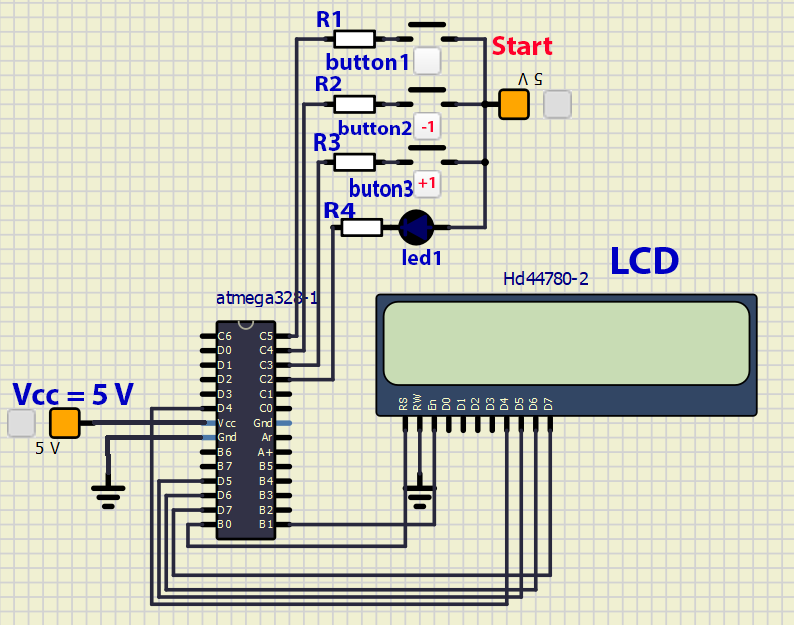 R1
button1
Start
5 V
R2
button2
-1
R3
buton3
+1
R4
led1
LCD
Hd44780-2
atmega328-1
RS RW En D0 D1 D2 D3 D4 D5 D6 D7
Vcc = 5 V
5 V
C6 C5
D0 C4
D1 C3
D2 C2
D3 C1
D4 C0
Vcc Gnd
Gnd Ar
B6 A+
B7 B5
D5 B4
D6 B3
D7 B2
B0 B1